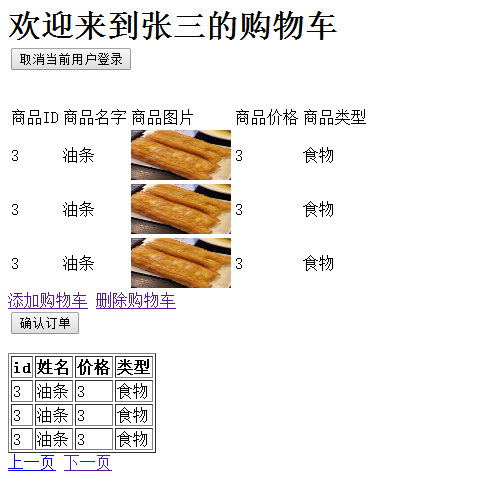 欢迎来到张三的购物车
取消当前用户登录
商品ID 商品名字 商品图片 商品价格 商品类型
3 油条 3 食物
3 油条 3 食物
3 油条 3 食物
添加购物车 删除购物车
确认订单
id 姓名 价格 类型
3 油条 3 食物
3 油条 3 食物
3 油条 3 食物
上一页 下一页